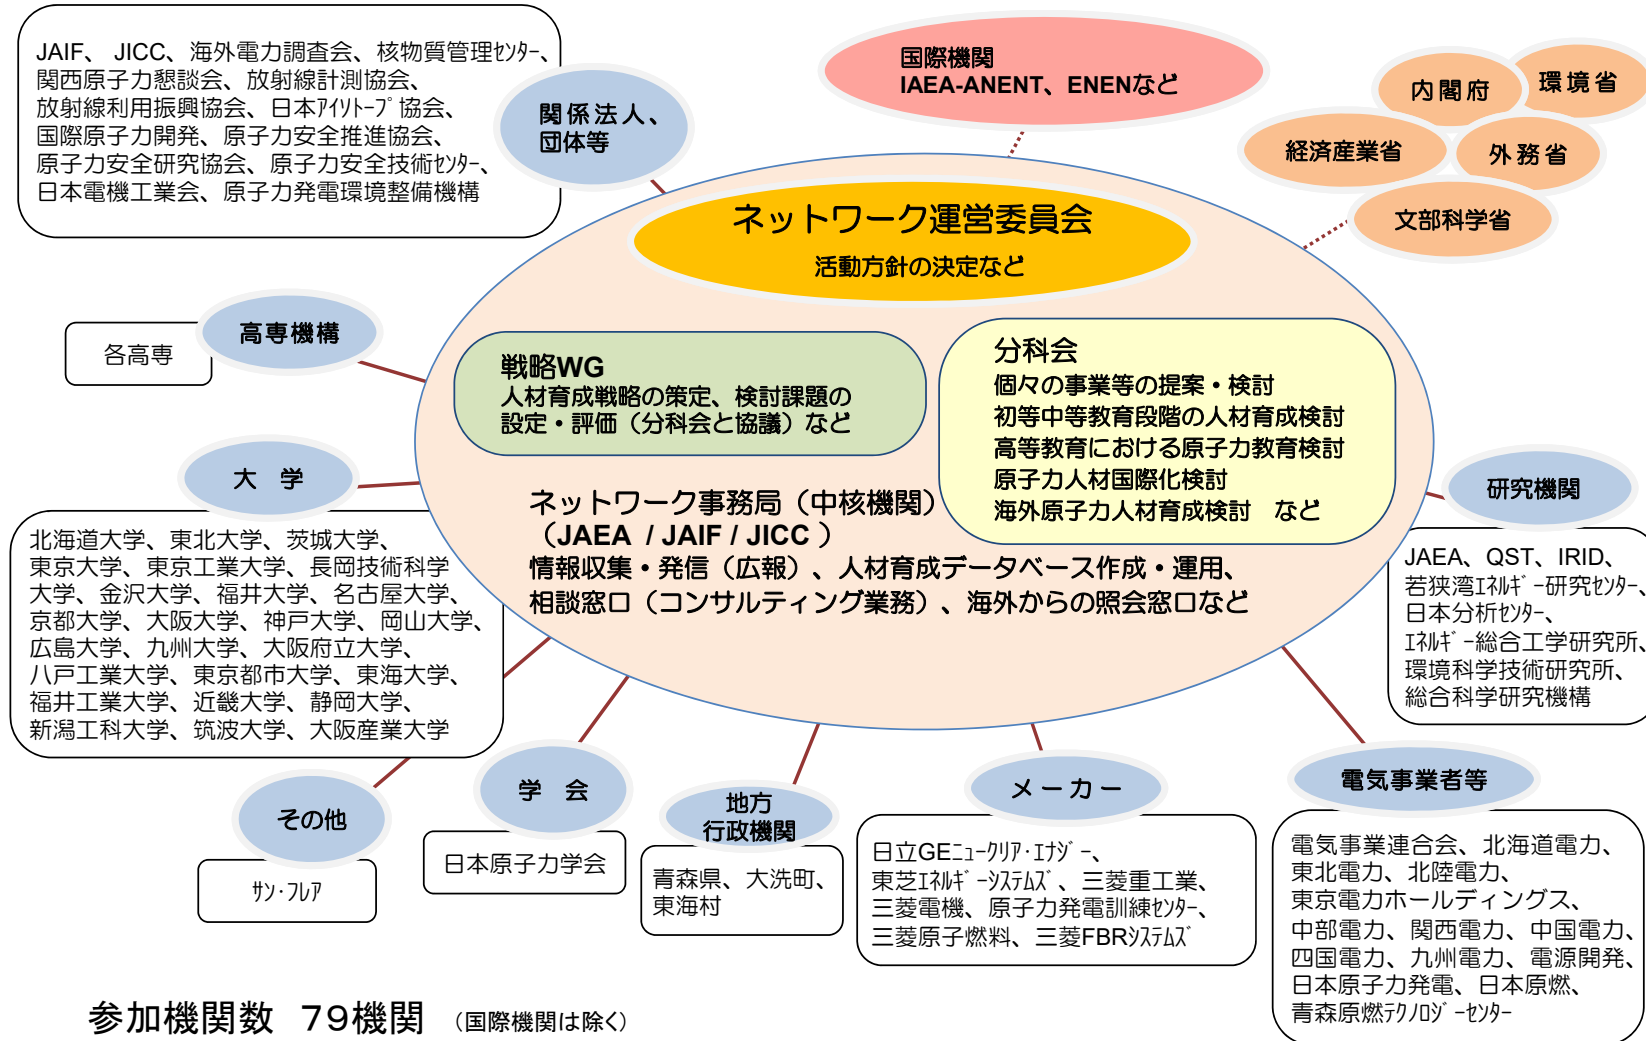 JAIF、 JICC、海外電力調査会、核物質管理ｾﾝﾀｰ、
関西原子力懇談会、放射線計測協会、
放射線利用振興協会、日本ｱｲｿﾄｰﾌﾟ協会、
国際原子力開発、原子力安全推進協会、
原子力安全研究協会、原子力安全技術ｾﾝﾀｰ、
日本電機工業会、原子力発電環境整備機構
関係法人、
団体等
国際機関
IAEA-ANENT、ENENなど
内閣府
環境省
経済産業省
外務省
文部科学省
ネットワーク運営委員会
活動方針の決定など
高専機構
各高専
戦略WG
人材育成戦略の策定、検討課題の
設定・評価（分科会と協議）など
分科会
個々の事業等の提案・検討
初等中等教育段階の人材育成検討
高等教育における原子力教育検討
原子力人材国際化検討
海外原子力人材育成検討　など
ネットワーク事務局（中核機関）
（JAEA / JAIF / JICC ）
情報収集・発信（広報）、人材育成データベース作成・運用、
相談窓口（コンサルティング業務）、海外からの照会窓口など
大　学
北海道大学、東北大学、茨城大学、
東京大学、東京工業大学、長岡技術科学
大学、金沢大学、福井大学、名古屋大学、
京都大学、大阪大学、神戸大学、岡山大学、
広島大学、九州大学、大阪府立大学、
八戸工業大学、東京都市大学、東海大学、
福井工業大学、近畿大学、静岡大学、
新潟工科大学、筑波大学、大阪産業大学
研究機関
JAEA、QST、IRID、
若狭湾ｴﾈﾙｷﾞｰ研究ｾﾝﾀｰ、
日本分析ｾﾝﾀｰ、
ｴﾈﾙｷﾞｰ総合工学研究所、
環境科学技術研究所、
総合科学研究機構
その他
ｻﾝ･ﾌﾚｱ
学　会
日本原子力学会
地方
行政機関
青森県、大洗町、
東海村
メーカー
日立GEﾆｭｰｸﾘｱ･ｴﾅｼﾞｰ、
東芝ｴﾈﾙｷﾞｰｼｽﾃﾑｽﾞ、三菱重工業、
三菱電機、原子力発電訓練ｾﾝﾀｰ、
三菱原子燃料、三菱FBRｼｽﾃﾑｽﾞ
電気事業者等
電気事業連合会、北海道電力、
東北電力、北陸電力、
東京電力ホールディングス、
中部電力、関西電力、中国電力、
四国電力、九州電力、電源開発、
日本原子力発電、日本原燃、
青森原燃ﾃｸﾉﾛｼﾞｰｾﾝﾀｰ
参加機関数　７９機関　（国際機関は除く）